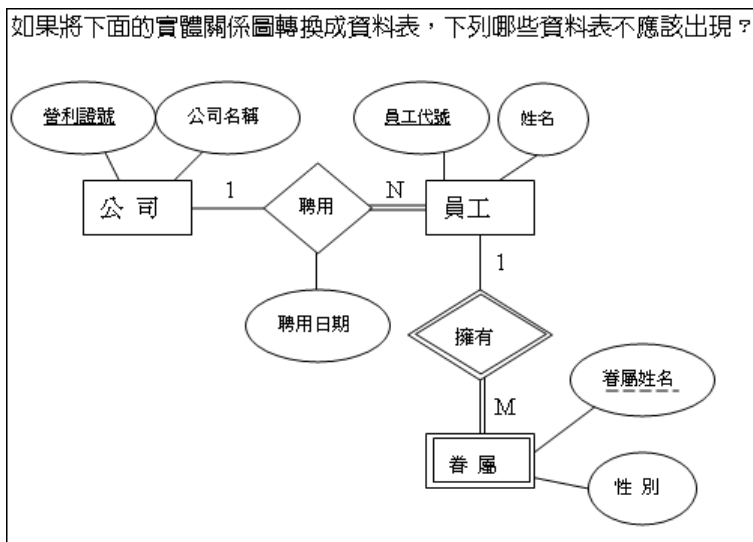 如果將下面的實體關係圖轉換成資料表，下列哪些資料表不應該出現？
營利證號
公司名稱
員工代號
姓名
公司
1
聘用
N
員工
聘用日期
1
擁有
M
眷屬姓名
眷屬
性別